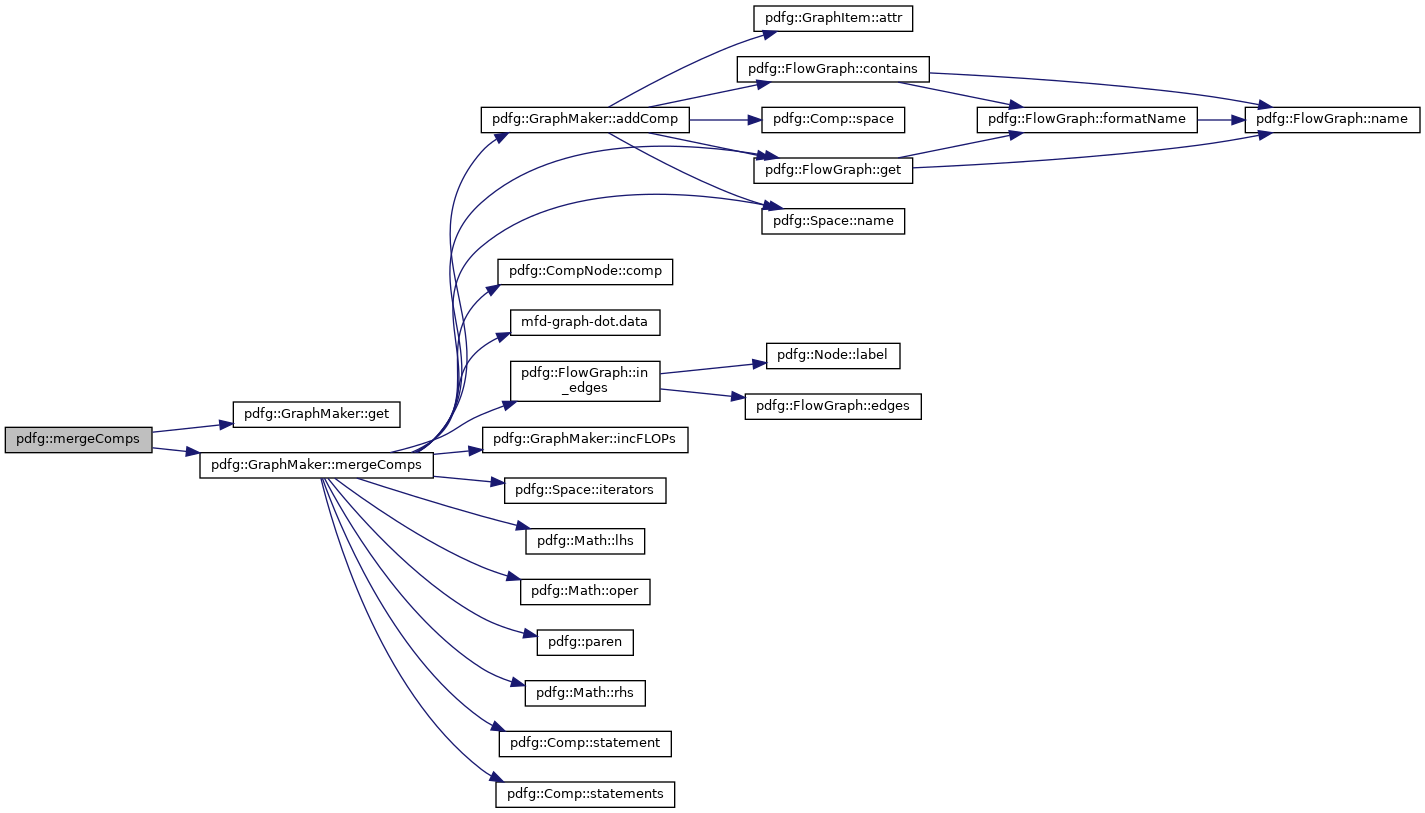 pdfg::GraphItem::attr
pdfg::FlowGraph::contains
pdfg::GraphMaker::addComp
pdfg::Comp::space
pdfg::FlowGraph::formatName
pdfg::FlowGraph::name
pdfg::FlowGraph::get
pdfg::Space::name
pdfg::CompNode::comp
mfd-graph-dot.data
pdfg::Node::label
pdfg::FlowGraph::in
_edges
pdfg::FlowGraph::edges
pdfg::GraphMaker::get
pdfg::mergeComps
pdfg::GraphMaker::incFLOPs
pdfg::GraphMaker::mergeComps
pdfg::Space::iterators
pdfg::Math::lhs
pdfg::Math::oper
pdfg::paren
pdfg::Math::rhs
pdfg::Comp::statement
pdfg::Comp::statements